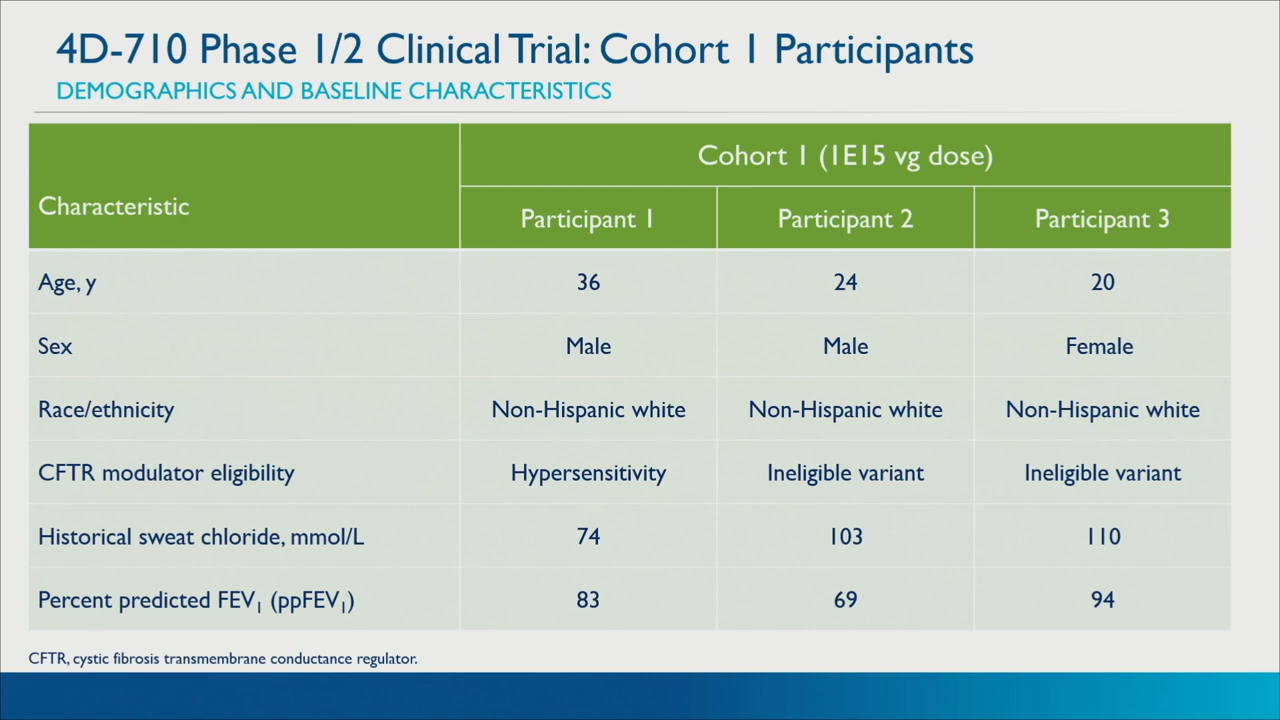 4D-710 Phase 1/2 Clinical Trial: Cohort 1 Participants
DEMOGRAPHICS AND BASELINE CHARACTERISTICS
Characteristic
Cohort 1 (1E15 vg dose)
Participant 1 Participant 2 Participant 3
Age, y 36 24 20
Sex Male Male Female
Race/ethnicity Non-Hispanic white Non-Hispanic white Non-Hispanic white
CFTR modulator eligibility Hypersensitivity Ineligible variant Ineligible variant
Historical sweat chloride, mmol/L 74 103 110
Percent predicted FEV₁ (ppFEV₁) 83 69 94
CFTR, cystic fibrosis transmembrane conductance regulator.